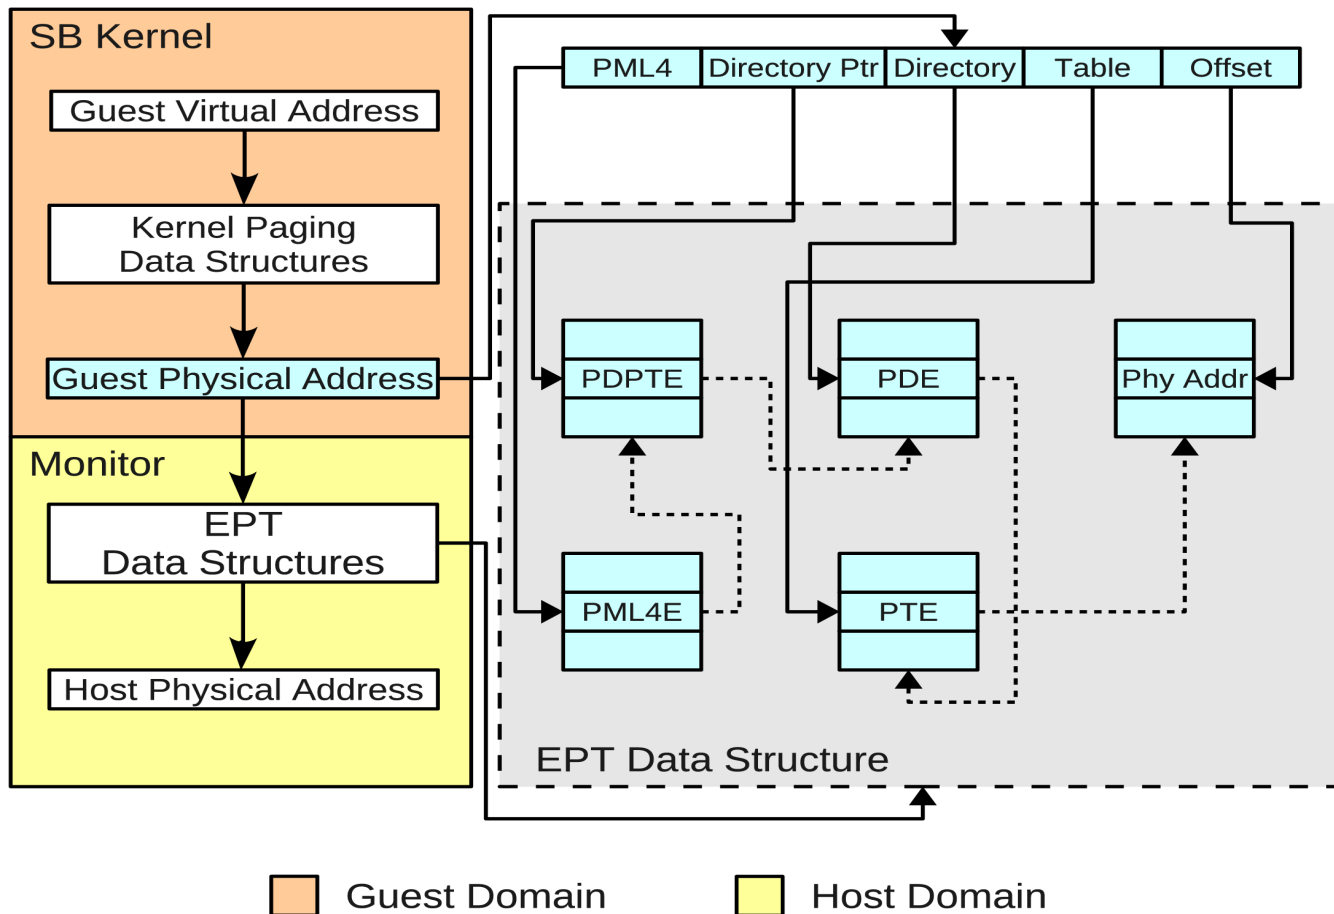 SB Kernel
Guest Virtual Address
Kernel Paging
Data Structures
Guest Physical Address
Monitor
EPT
Data Structures
Host Physical Address
PML4 Directory Ptr Directory Table Offset
PDPTE PDE Phy Addr
PML4E PTE
EPT Data Structure
Guest Domain Host Domain